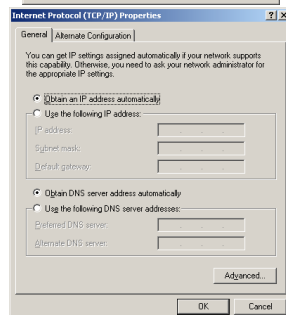 Internet Protocol (TCP/IP) Properties
General
Alternate Configuration
You can get IP settings assigned automatically if your network supports
this capability. Otherwise, you need to ask your network administrator for
the appropriate IP settings.
Obtain an IP address automatically
Use the following IP address:
IP address:
Subnet mask:
Default gateway:
Obtain DNS server address automatically
Use the following DNS server addresses:
Preferred DNS server:
Alternate DNS server:
Advanced...
OK
Cancel